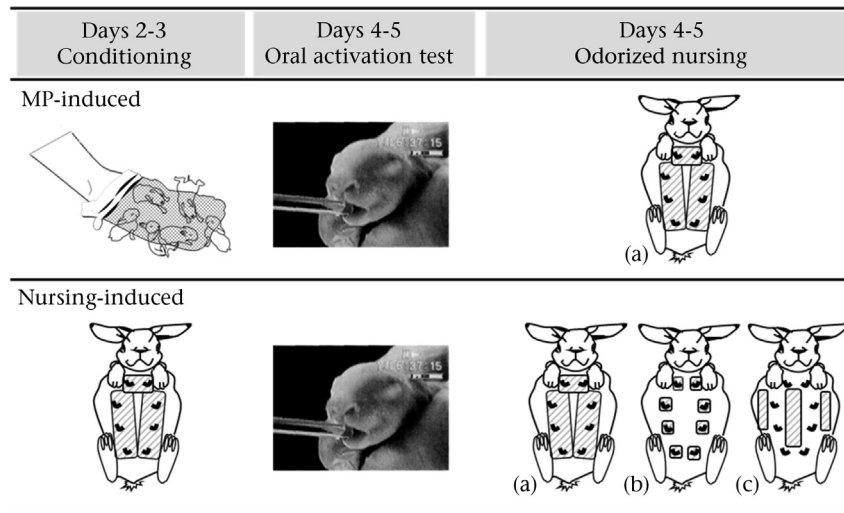 Days 2-3
Conditioning
Days 4-5
Oral activation test
Days 4-5
Odorized nursing
MP-induced
(a)
Nursing-induced
(a)
(b)
(c)